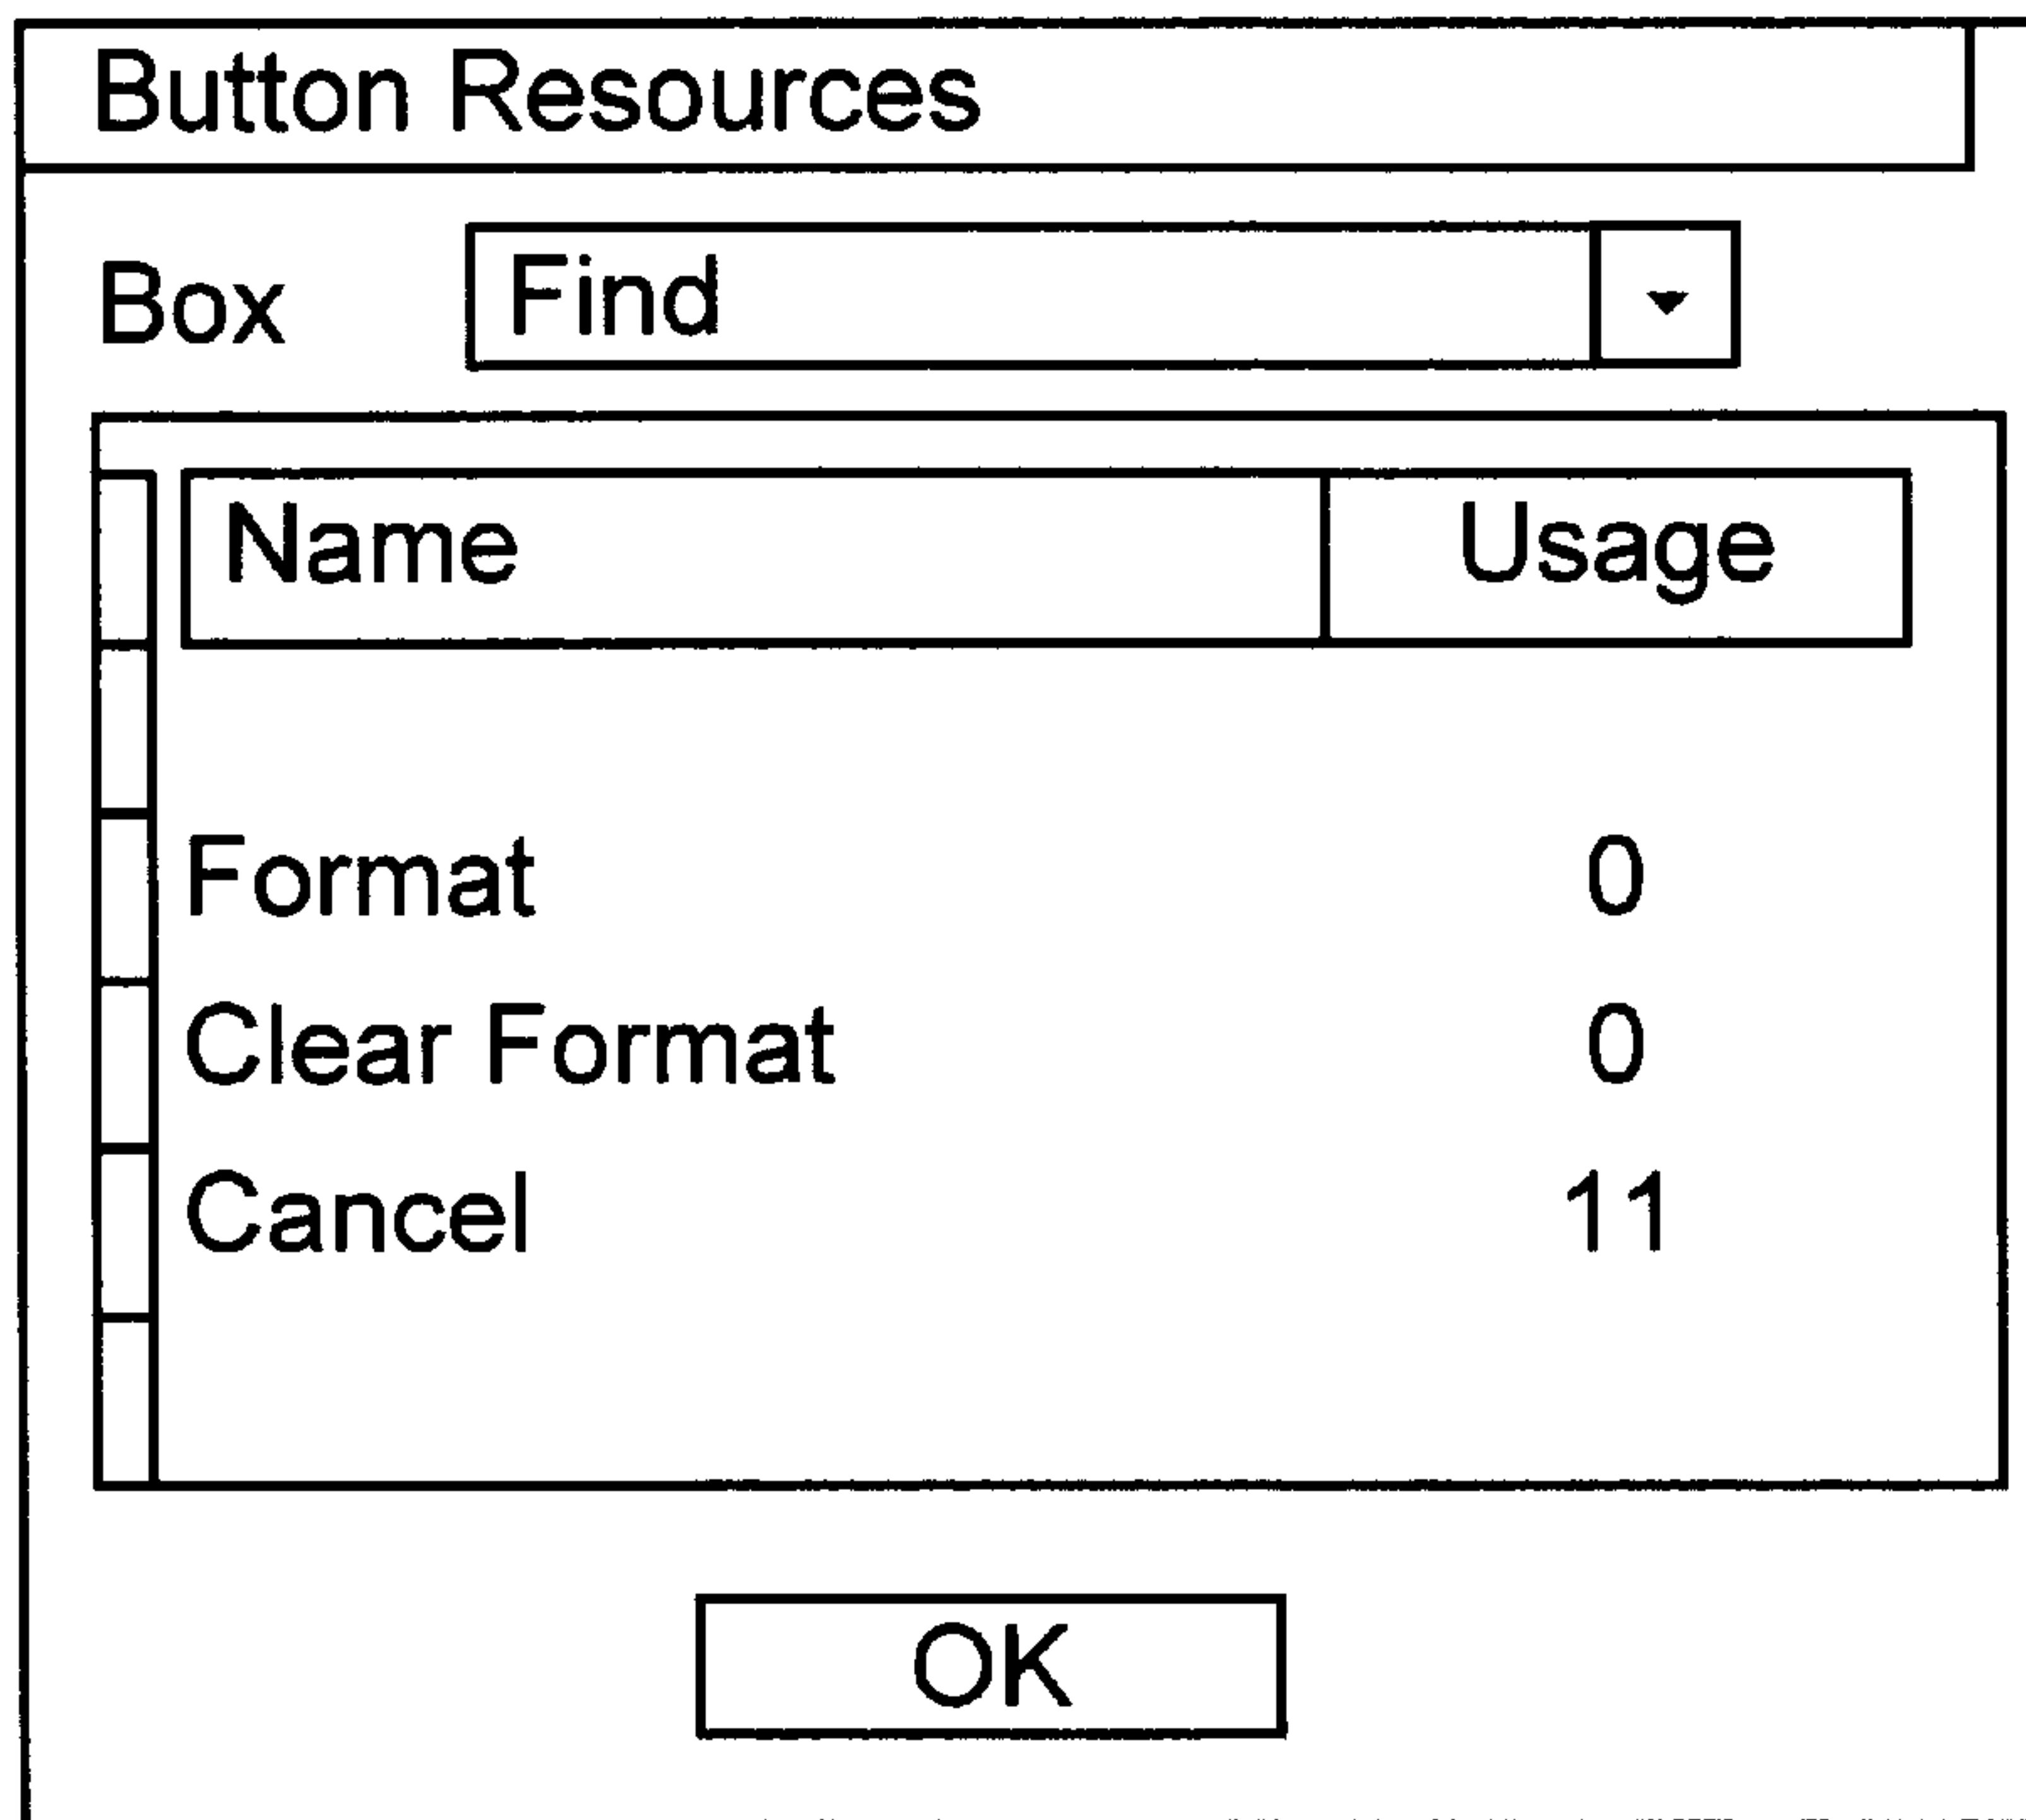 Button Resources
Box Find
Name Usage
Format 0
Clear Format 0
Cancel 11
OK